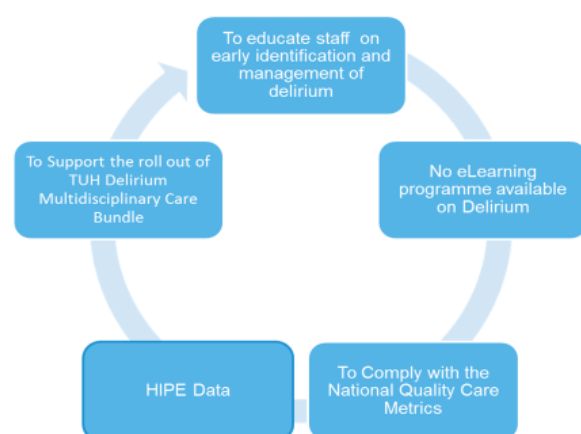 To educate staff on
early identification and
management of
delirium
No eLearning
programme available
on Delirium
To Comply with the
National Quality Care
Metrics
HIPE Data
To Support the roll out of
TUH Delirium
Multidisciplinary Care
Bundle